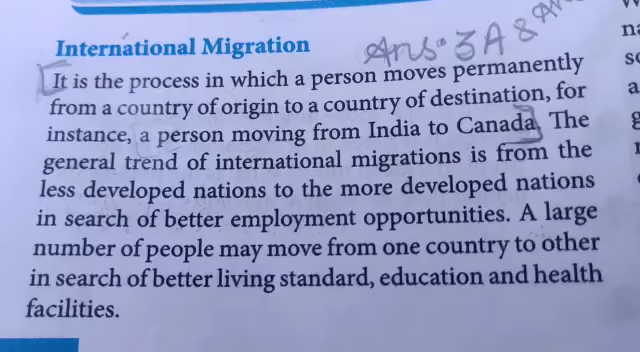 International Migration
Ans. 3A & An
It is the process in which a person moves permanently
from a country of origin to a country of destination, for
instance, a person moving from India to Canada. The
general trend of international migrations is from the
less developed nations to the more developed nations
in search of better employment opportunities. A large
number of people may move from one country to other
in search of better living standard, education and health
facilities.